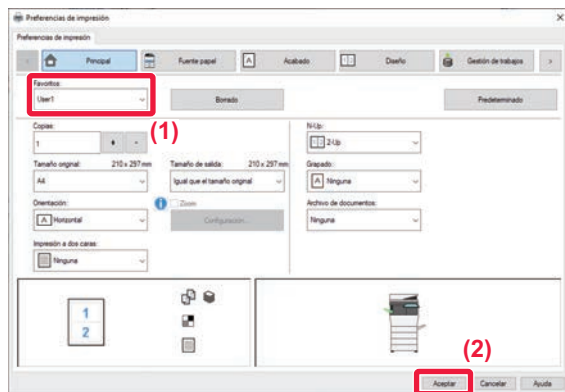 Preferencias de impresión
Preferencias de impresión
Principal Fuente papel Acabado Diseño Gestión de trabajos
Favoritos:
User1 Borrado Predeterminado
(1)
Copias: N-Up:
1 + - 2-Up
Tamaño original: 210 x 297 mm Tamaño de salida: 210 x 297 mm Grapado:
A4 Igual que el tamaño original Ninguna
Orientación: Zoom Archivo de documentos:
Horizontal Configuración... Ninguna
Impresión a dos caras:
Ninguna
1
2
(2)
Aceptar Cancelar Ayuda